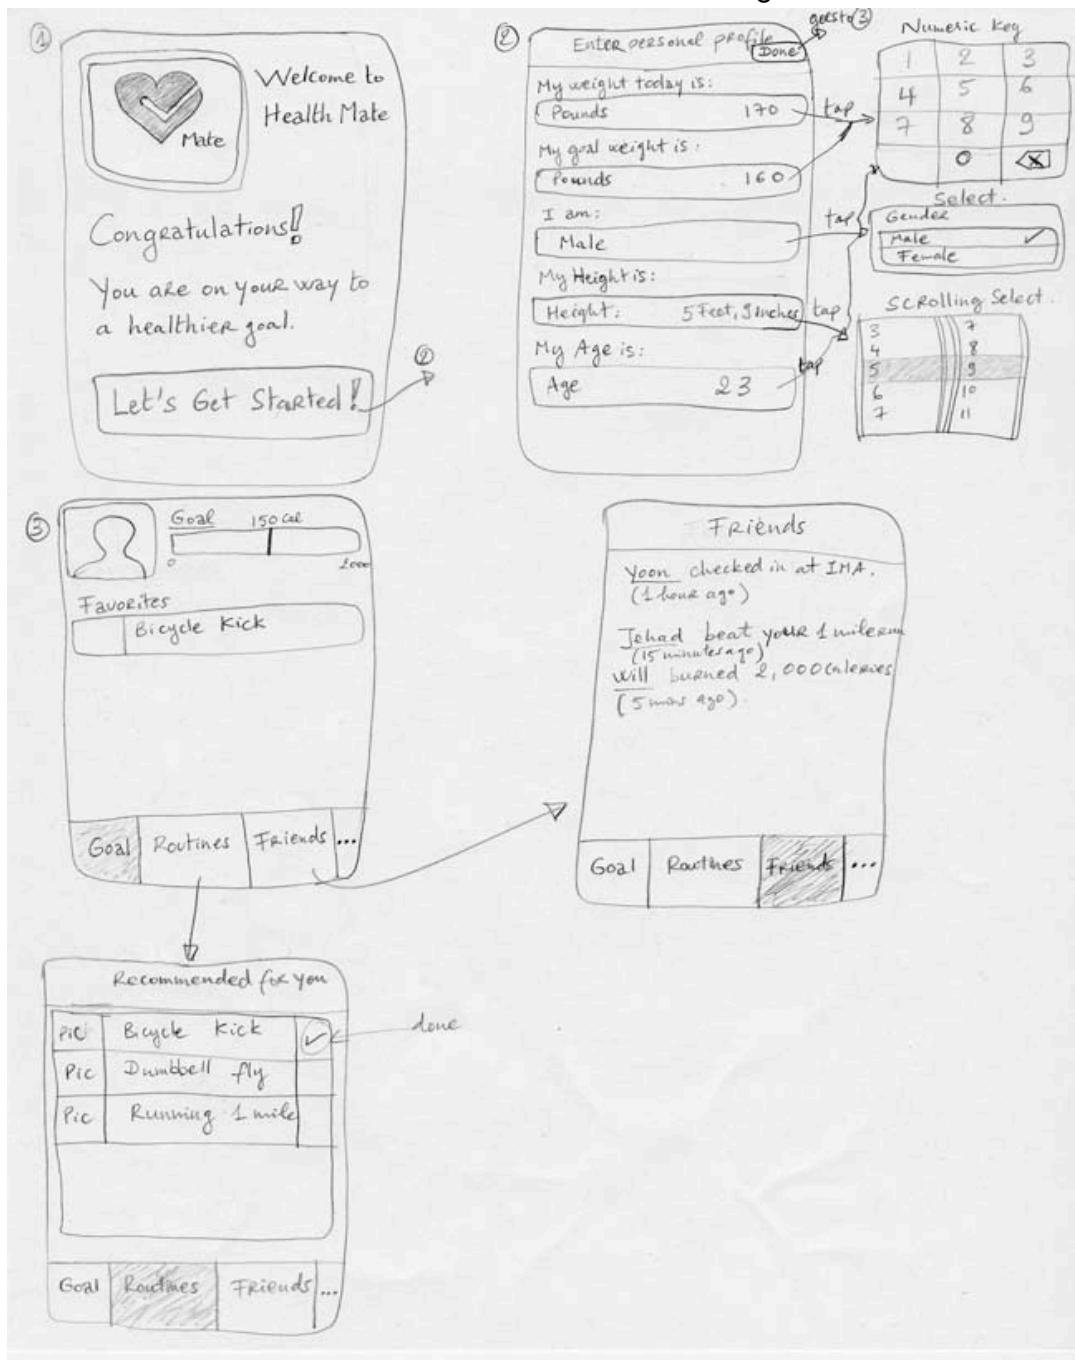 1
Mate
Welcome to
Health Mate
Congratulations!
You are on your way to
a healthier goal.
Let's Get Started!
2
2
Enter personal profile
Done
goes to 3
My weight today is:
Pounds 170
tap
My goal weight is:
Pounds 160
I am:
Male
tap
My Height is:
Height: 5 Feet, 9 Inches
tap
My Age is:
Age 23
tap
Numeric Key
1 2 3
4 5 6
7 8 9
0 X
Select.
Gender
Male ✓
Female
Scrolling Select.
3 7
4 8
5 9
6 10
7 11
3
Goal 150 Cal
0
2000
Favorites
Bicycle Kick
Goal Routines Friends ...
Friends
Yoon checked in at IMA.
(1 hour ago)
Jehad beat your 1 mile run
(15 minutes ago)
Will burned 2,000 Calories
(5 mins ago).
Goal Routines Friends ...
Recommended for you
Pic Bicycle Kick ✓
done
Pic Dumbbell fly
Pic Running 1 mile
Goal Routines Friends ...